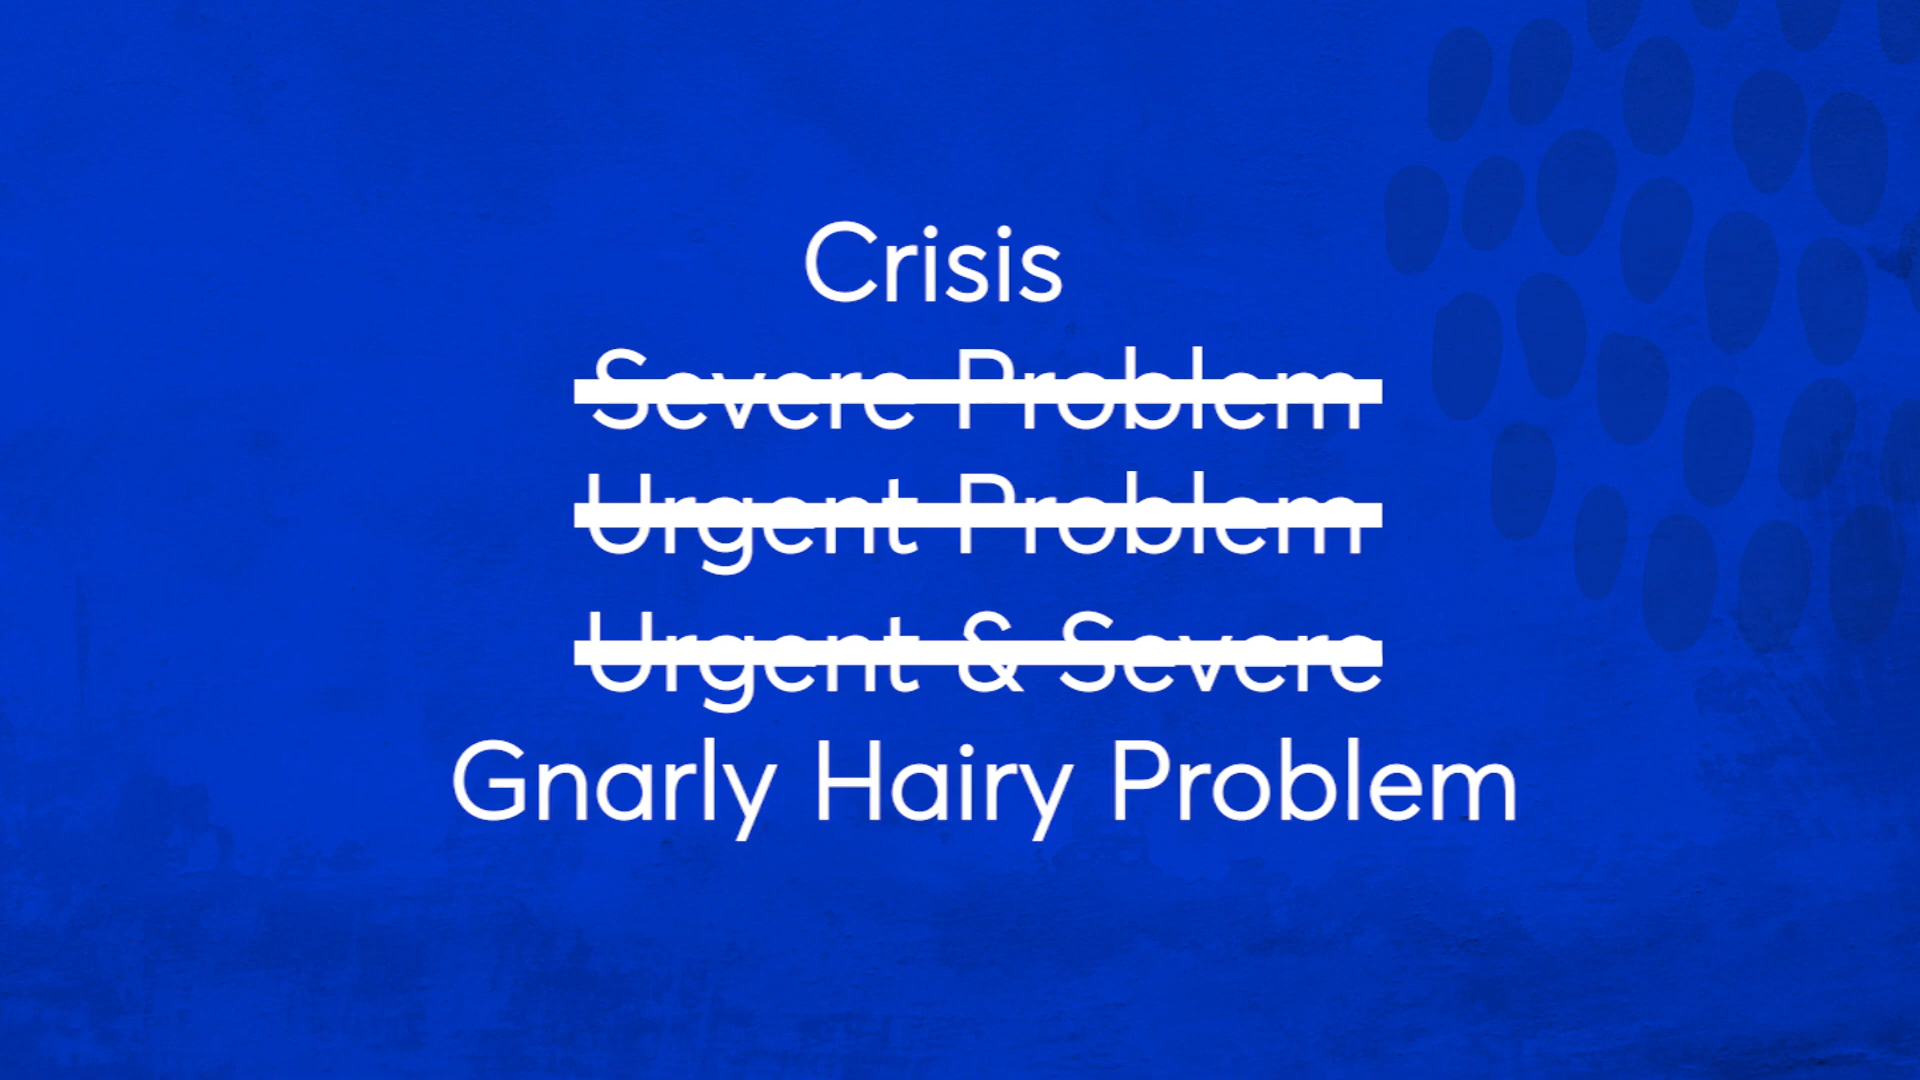 Crisis
Severe Problem
Urgent Problem
Urgent & Severe
Gnarly Hairy Problem